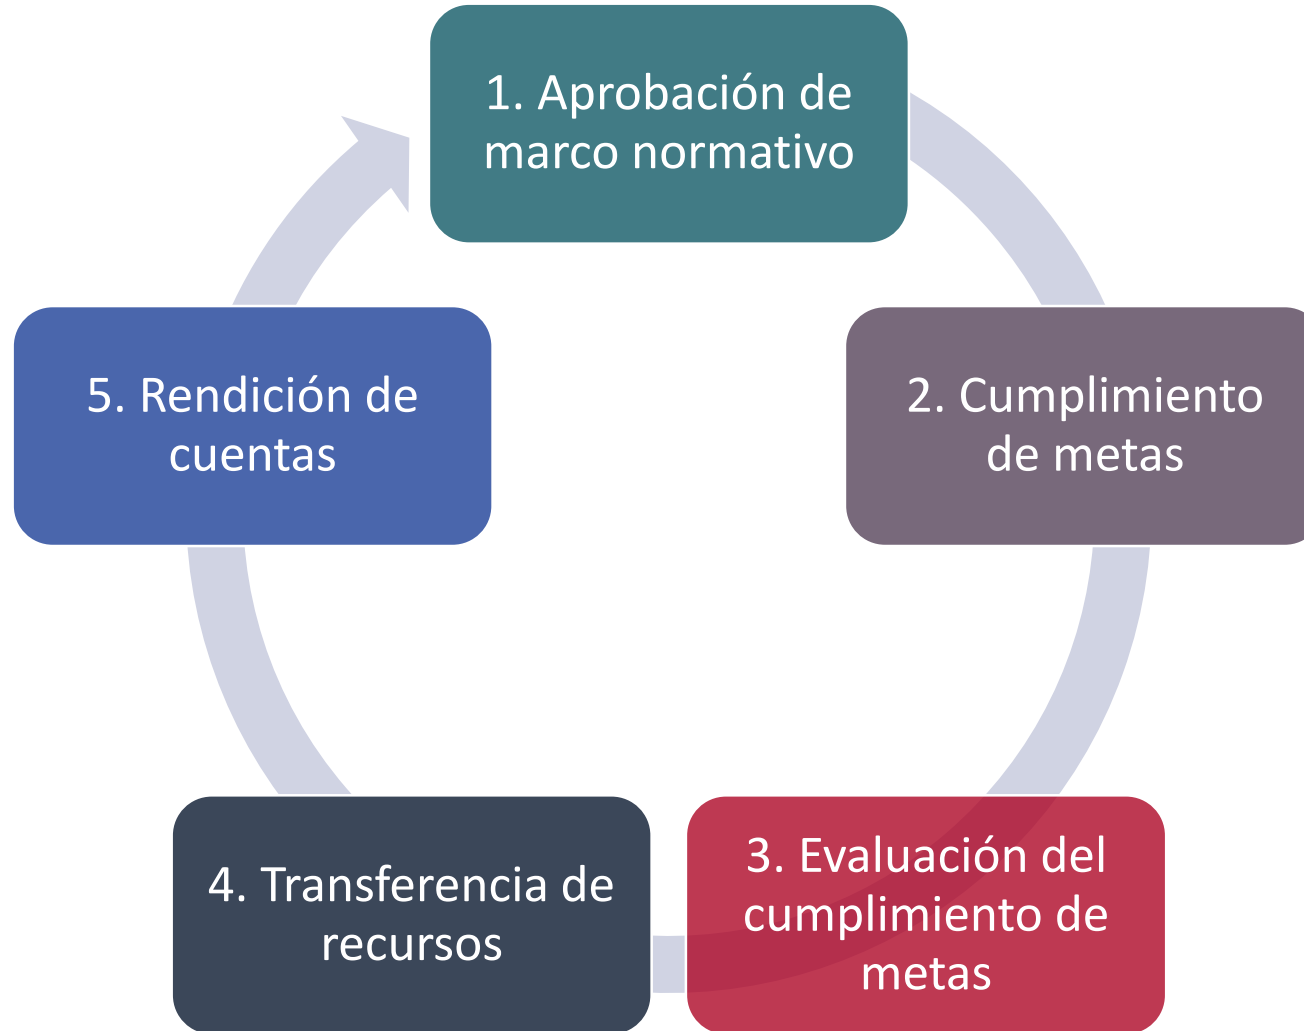 1. Aprobación de
marco normativo
2. Cumplimiento
de metas
3. Evaluación del
cumplimiento de
metas
4. Transferencia de
recursos
5. Rendición de
cuentas